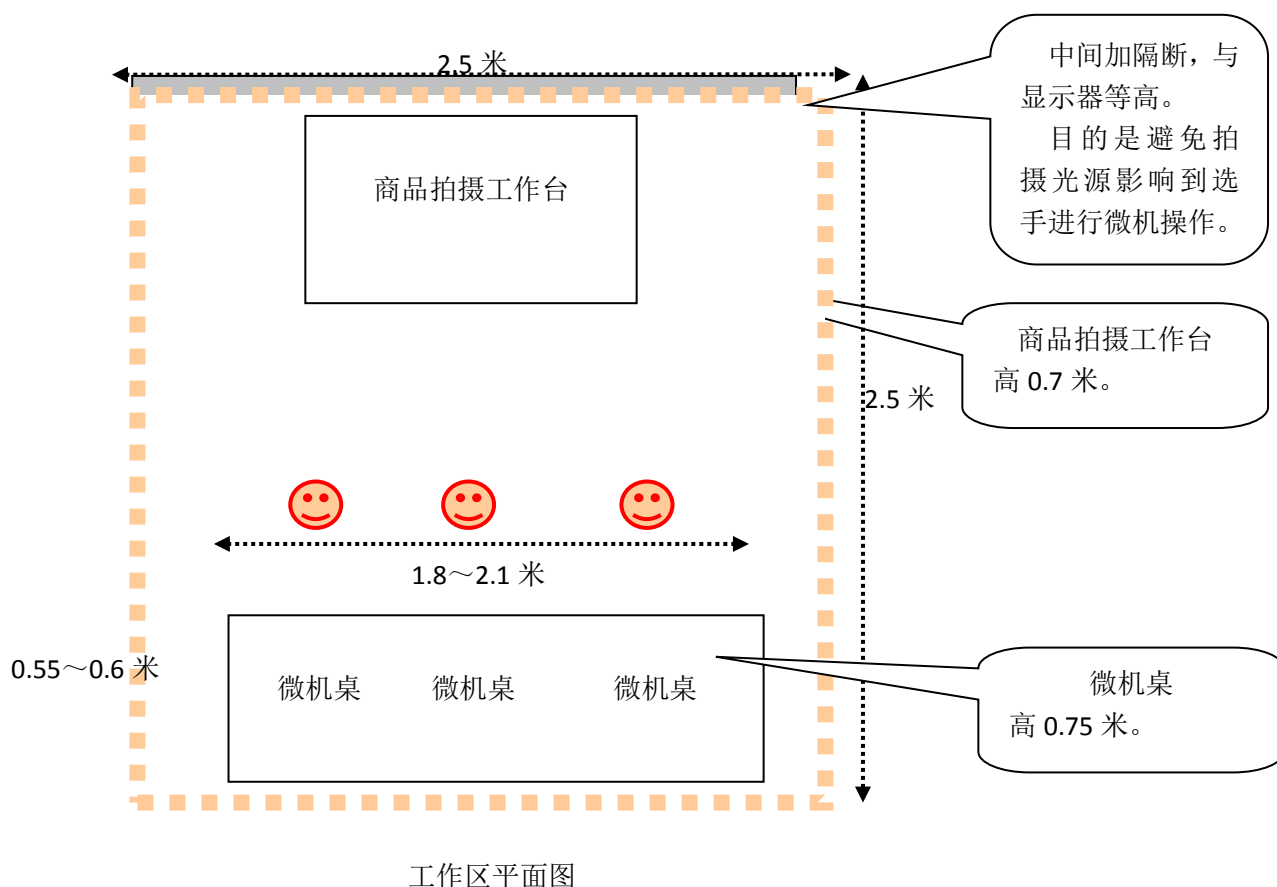 2.5 米
中间加隔断，与
显示器等高。
目的是避免拍
摄光源影响到选
手进行微机操作。
商品拍摄工作台
商品拍摄工作台
高 0.7 米。
2.5 米
1.8～2.1 米
0.55～0.6 米
微机桌 微机桌 微机桌
微机桌
高 0.75 米。
工作区平面图